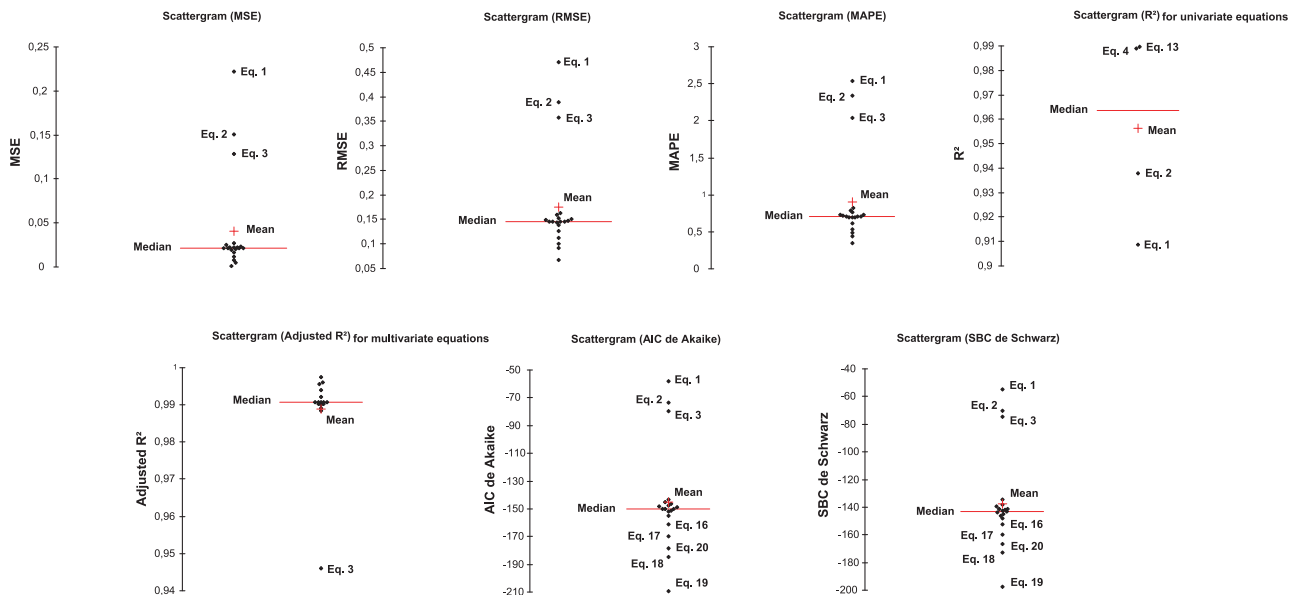 Scattergram (MSE)
0,25
0,2
0,15
0,1
0,05
0
MSE
Eq. 1
Eq. 2
Eq. 3
Mean
Median
Scattergram (RMSE)
0,5
0,45
0,4
0,35
0,3
0,25
0,2
0,15
0,1
0,05
RMSE
Eq. 1
Eq. 2
Eq. 3
Mean
Median
Scattergram (MAPE)
3
2,5
2
1,5
1
0,5
0
MAPE
Eq. 1
Eq. 2
Eq. 3
Mean
Median
Scattergram (R²) for univariate equations
0,99
0,98
0,97
0,96
0,95
0,94
0,93
0,92
0,91
0,9
R²
Eq. 4
Eq. 13
Median
Mean
Eq. 2
Eq. 1
Scattergram (Adjusted R²) for multivariate equations
1
0,99
0,98
0,97
0,96
0,95
0,94
Adjusted R²
Median
Mean
Eq. 3
Scattergram (AIC de Akaike)
-50
-70
-90
-110
-130
-150
-170
-190
-210
AIC de Akaike
Eq. 1
Eq. 2
Eq. 3
Mean
Median
Eq. 16
Eq. 17
Eq. 20
Eq. 18
Eq. 19
Scattergram (SBC de Schwarz)
-40
-60
-80
-100
-120
-140
-160
-180
-200
SBC de Schwarz
Eq. 1
Eq. 2
Eq. 3
Mean
Median
Eq. 16
Eq. 17
Eq. 20
Eq. 18
Eq. 19